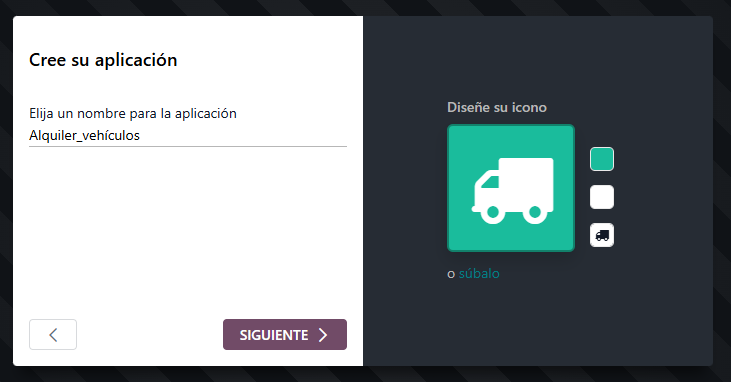 Cree su aplicación
Elija un nombre para la aplicación
Alquiler_vehículos
SIGUIENTE
Diseñe su icono
o súbalo